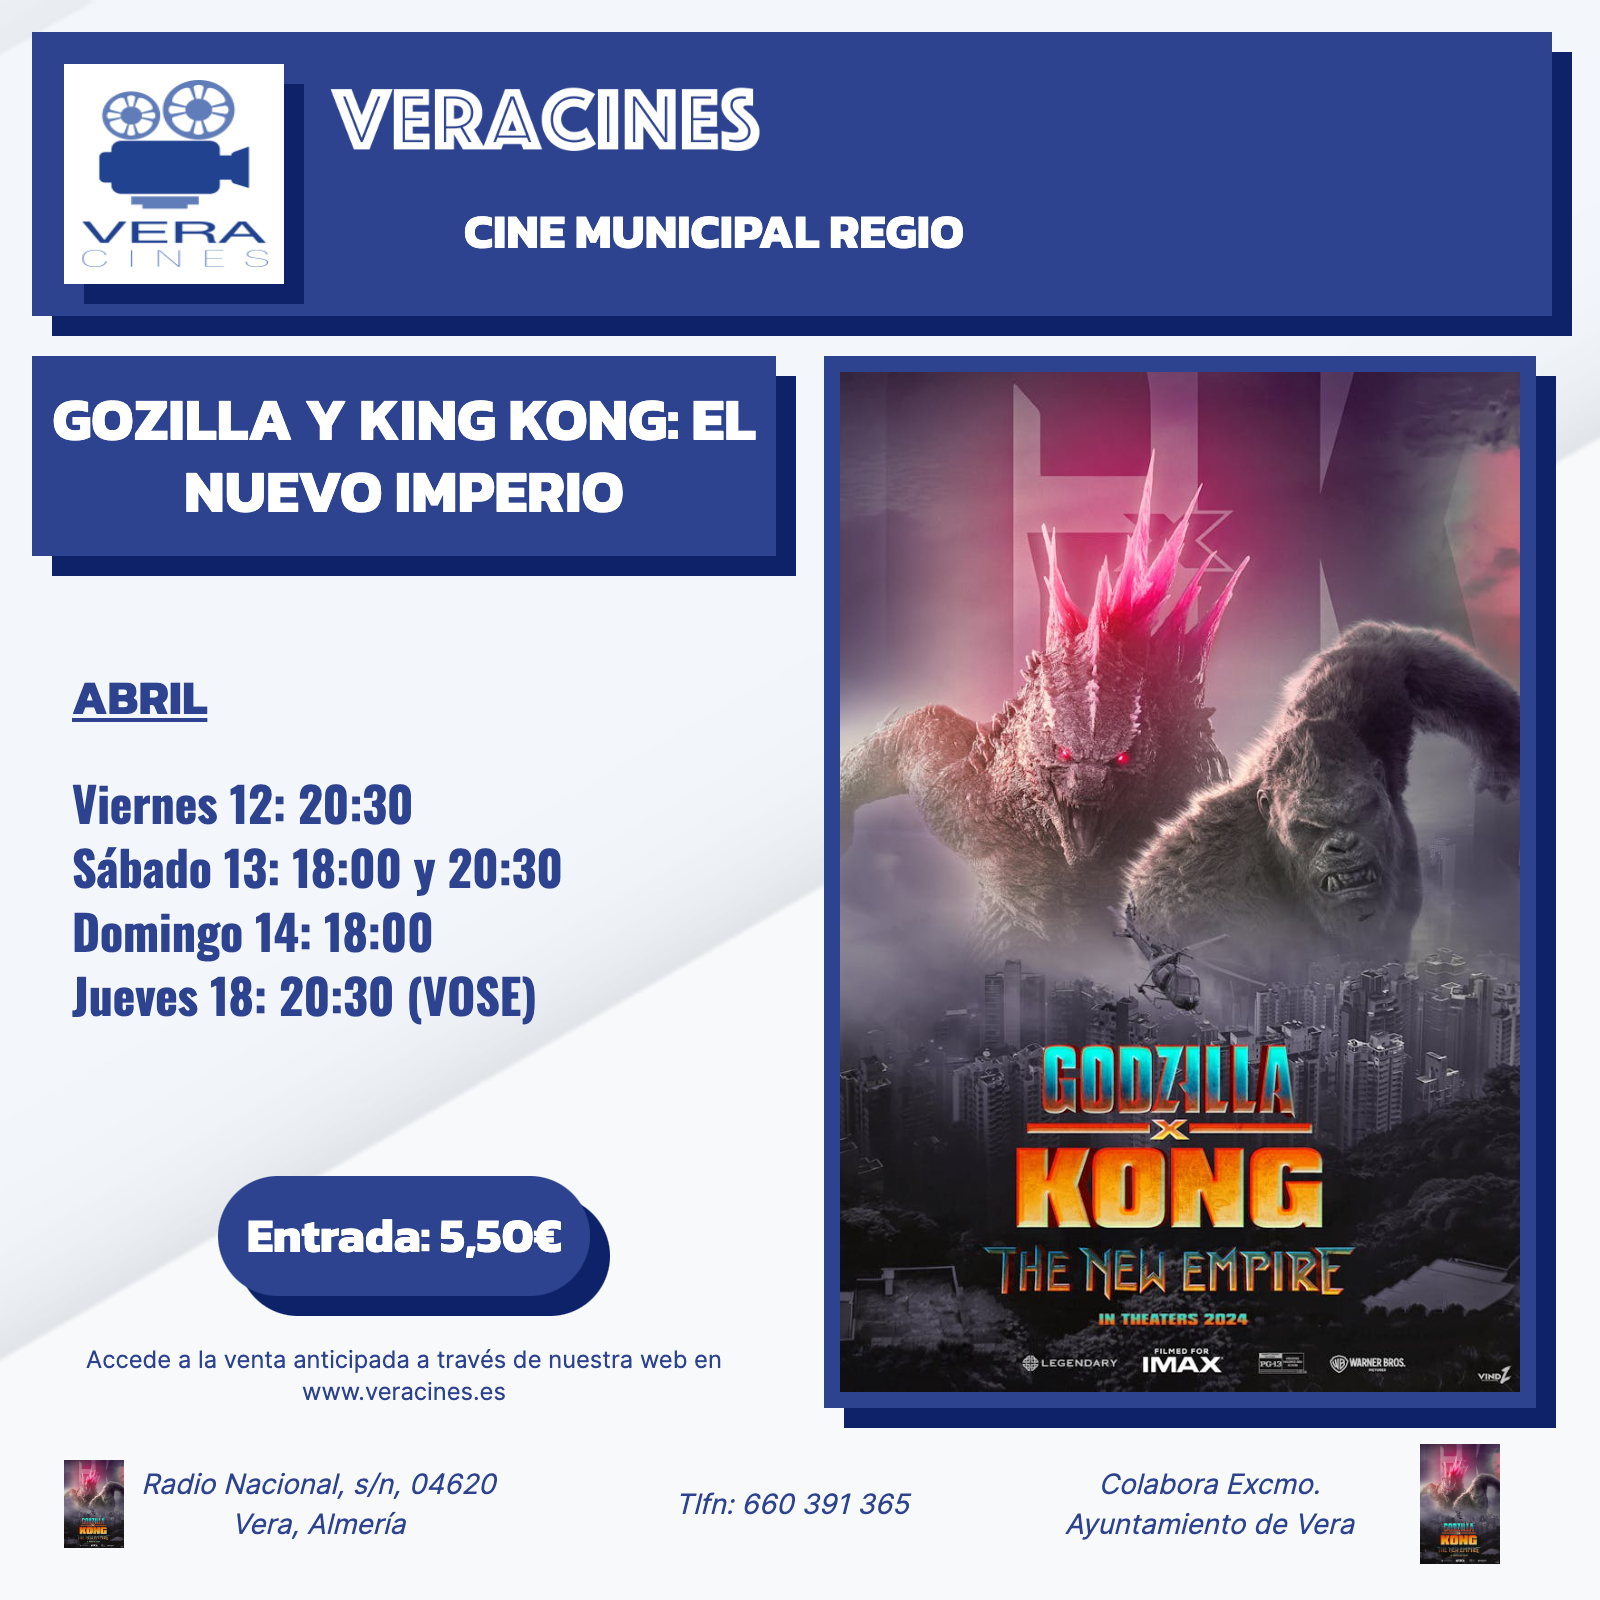 VERA
CINES
VERACINES
CINE MUNICIPAL REGIO
GOZILLA Y KING KONG: EL
NUEVO IMPERIO
ABRIL
Viernes 12: 20:30
Sábado 13: 18:00 y 20:30
Domingo 14: 18:00
Jueves 18: 20:30 (VOSE)
Entrada: 5,50€
Accede a la venta anticipada a través de nuestra web en
www.veracines.es
GODZILLA
X
KONG
THE NEW EMPIRE
IN THEATERS 2024
LEGENDARY
FILMED FOR
IMAX
PG-13
WARNER BROS.
PICTURES
Radio Nacional, s/n, 04620
Vera, Almería
Tlfn: 660 391 365
Colabora Excmo.
Ayuntamiento de Vera
KONG
KONG